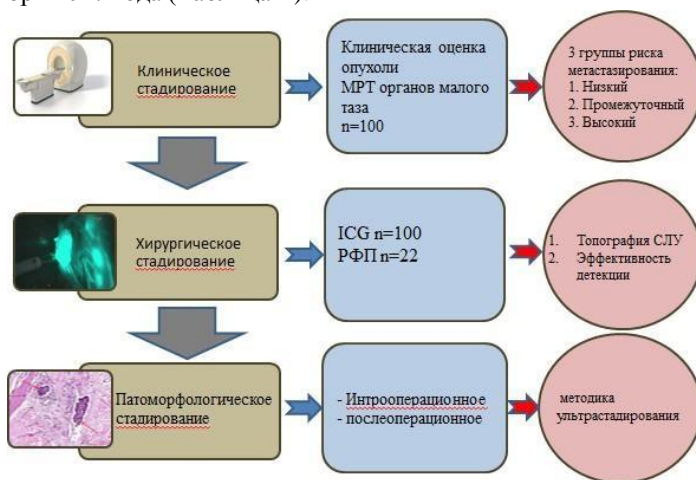 Клиническое
стадирование
Клиническая оценка
опухоли
МРТ органов малого
таза
n=100
3 группы риска
метастазирования:
1. Низкий
2. Промежуточный
3. Высокий
Хирургическое
стадирование
ICG n=100
РФП n=22
1. Топография СЛУ
2. Эффективность
детекции
Патоморфологическое
стадирование
- Интрооперационное
- послеоперационное
методика
ультрастадирования